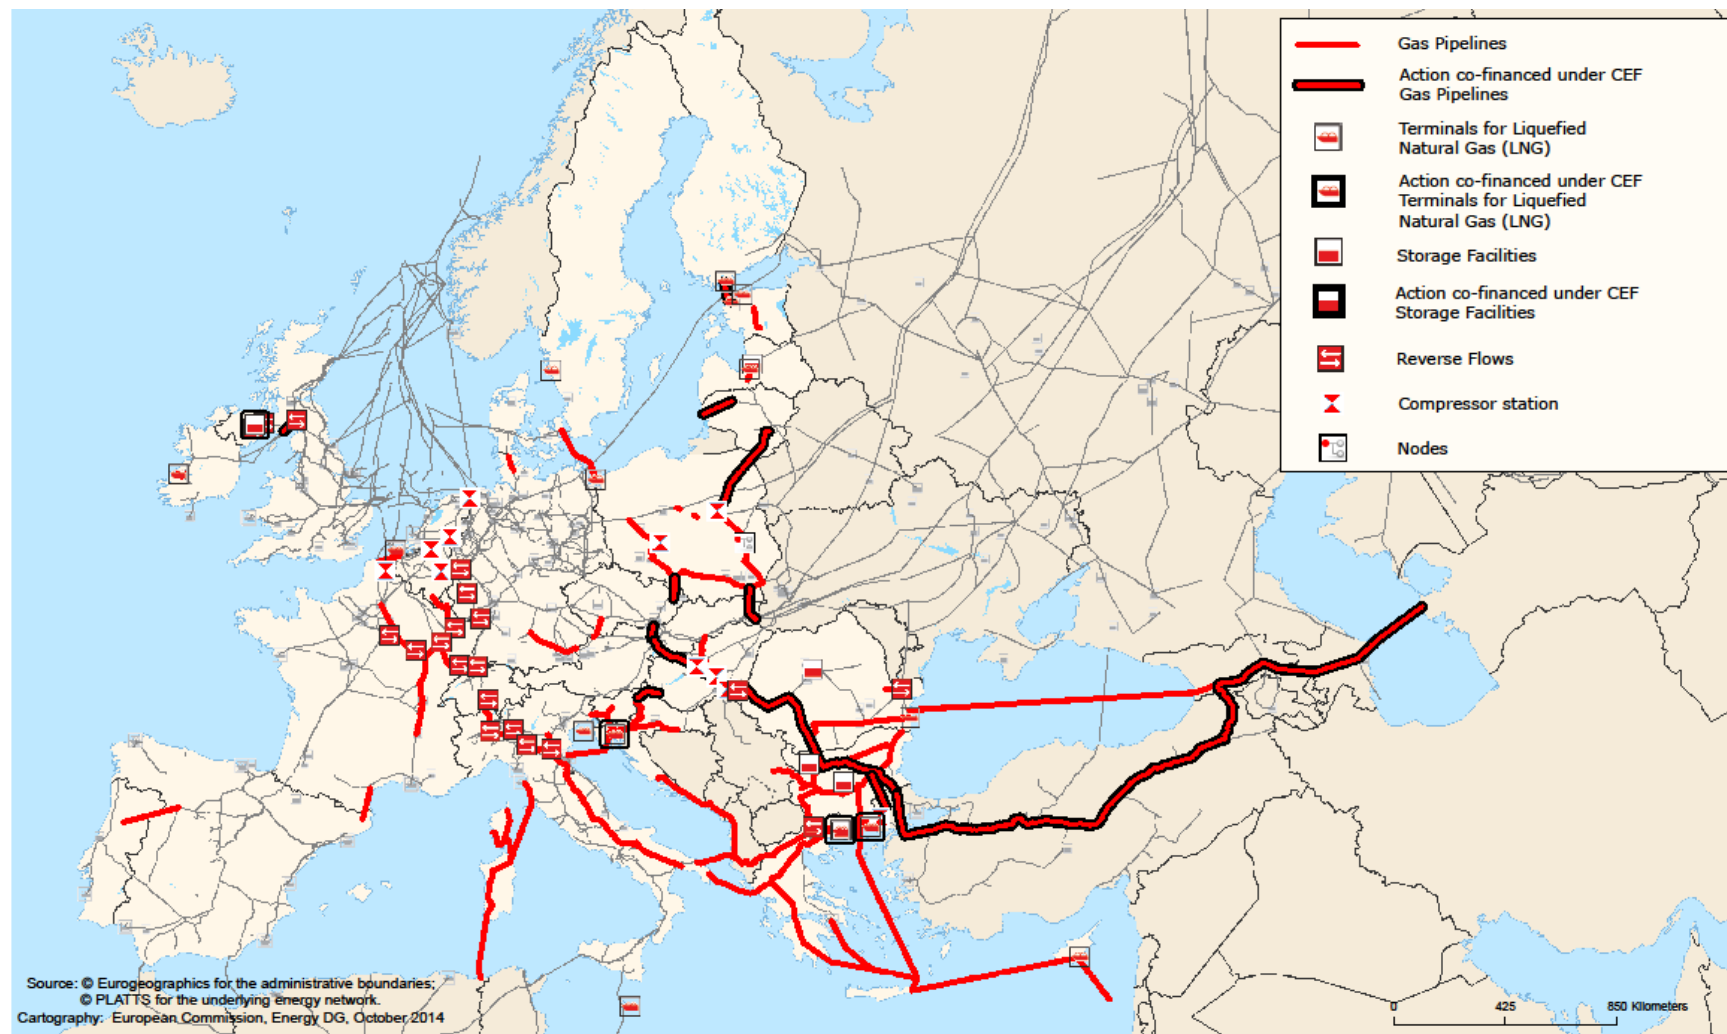 Gas Pipelines
Action co-financed under CEF
Gas Pipelines
Terminals for Liquefied
Natural Gas (LNG)
Action co-financed under CEF
Terminals for Liquefied
Natural Gas (LNG)
Storage Facilities
Action co-financed under CEF
Storage Facilities
Reverse Flows
Compressor station
Nodes
Source: © Eurogeographics for the administrative boundaries;
© PLATTS for the underlying energy network.
Cartography: European Commission, Energy DG, October 2014
0 425 850 Kilometers